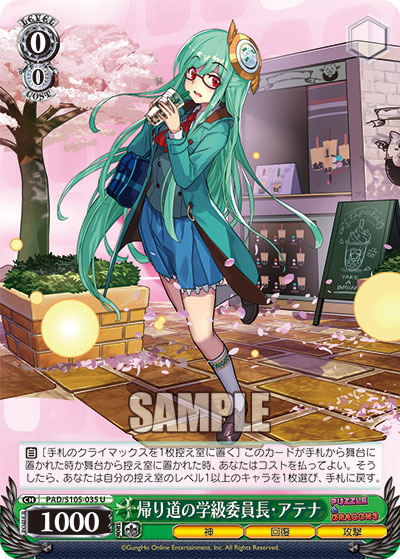 LEVEL
0
0
COST
TAKE A BREAK
SAMPLE
自 [手札のクライマックスを1枚控え室に置く] このカードが手札から舞台に
置かれた時か舞台から控え室に置かれた時、あなたはコストを払ってよい。そう
したら、あなたは自分の控え室のレベル1以上のキャラを1枚選び、手札に戻す。
CH PAD/S105-035 U
帰り道の学級委員長・アテナ
POWER
1000
神 回復 攻撃
PUZZLE & DRAGONS
©GungHo Online Entertainment, Inc. All Rights Reserved.